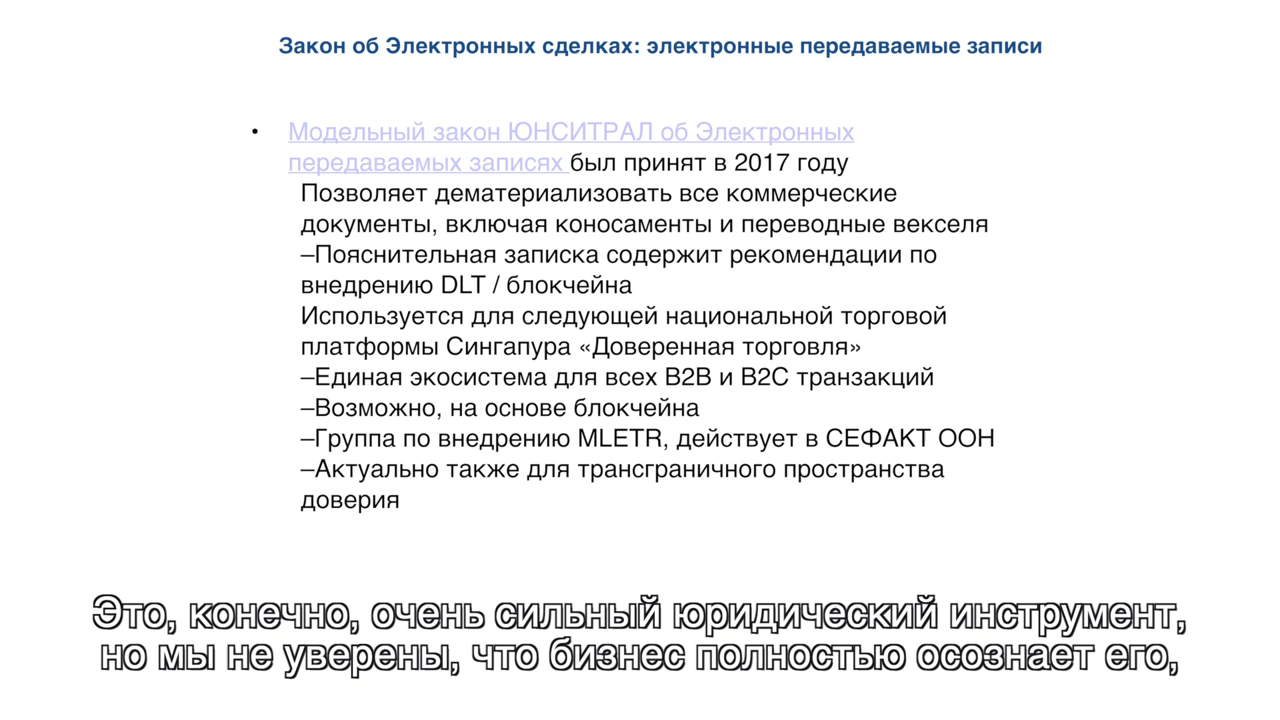 Закон об Электронных сделках: электронные передаваемые записи
• Модельный закон ЮНСИТРАЛ об Электронных
передаваемых записях был принят в 2017 году
Позволяет дематериализовать все коммерческие
документы, включая коносаменты и переводные векселя
–Пояснительная записка содержит рекомендации по
внедрению DLT / блокчейна
Используется для следующей национальной торговой
платформы Сингапура «Доверенная торговля»
–Единая экосистема для всех B2B и B2C транзакций
–Возможно, на основе блокчейна
–Группа по внедрению MLETR, действует в СЕФАКТ ООН
–Актуально также для трансграничного пространства
доверия
Это, конечно, очень сильный юридический инструмент,
но мы не уверены, что бизнес полностью осознает его,